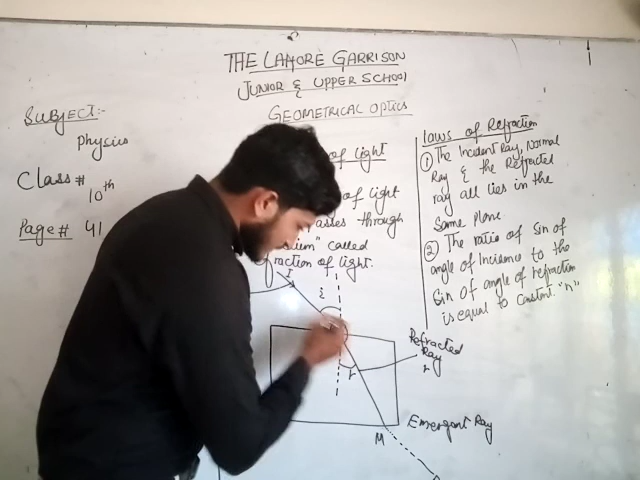 THE LAHORE GARRISON
JUNIOR & UPPER SCHOOL
GEOMETRICAL OPTICS
SUBJECT:-
Physics
Class #
10th
Page # 41
of light
of light
passes through
called
of light.
I
i
r
M
Refracted
Ray
Emergent Ray
laws of Refraction
① The Incident Ray, Normal
Ray & the Refracted
ray all lies in the
Same plane.
② The ratio of Sin of
angle of Incience to the
Sin of angle of refraction
is equal to Constant. "n"